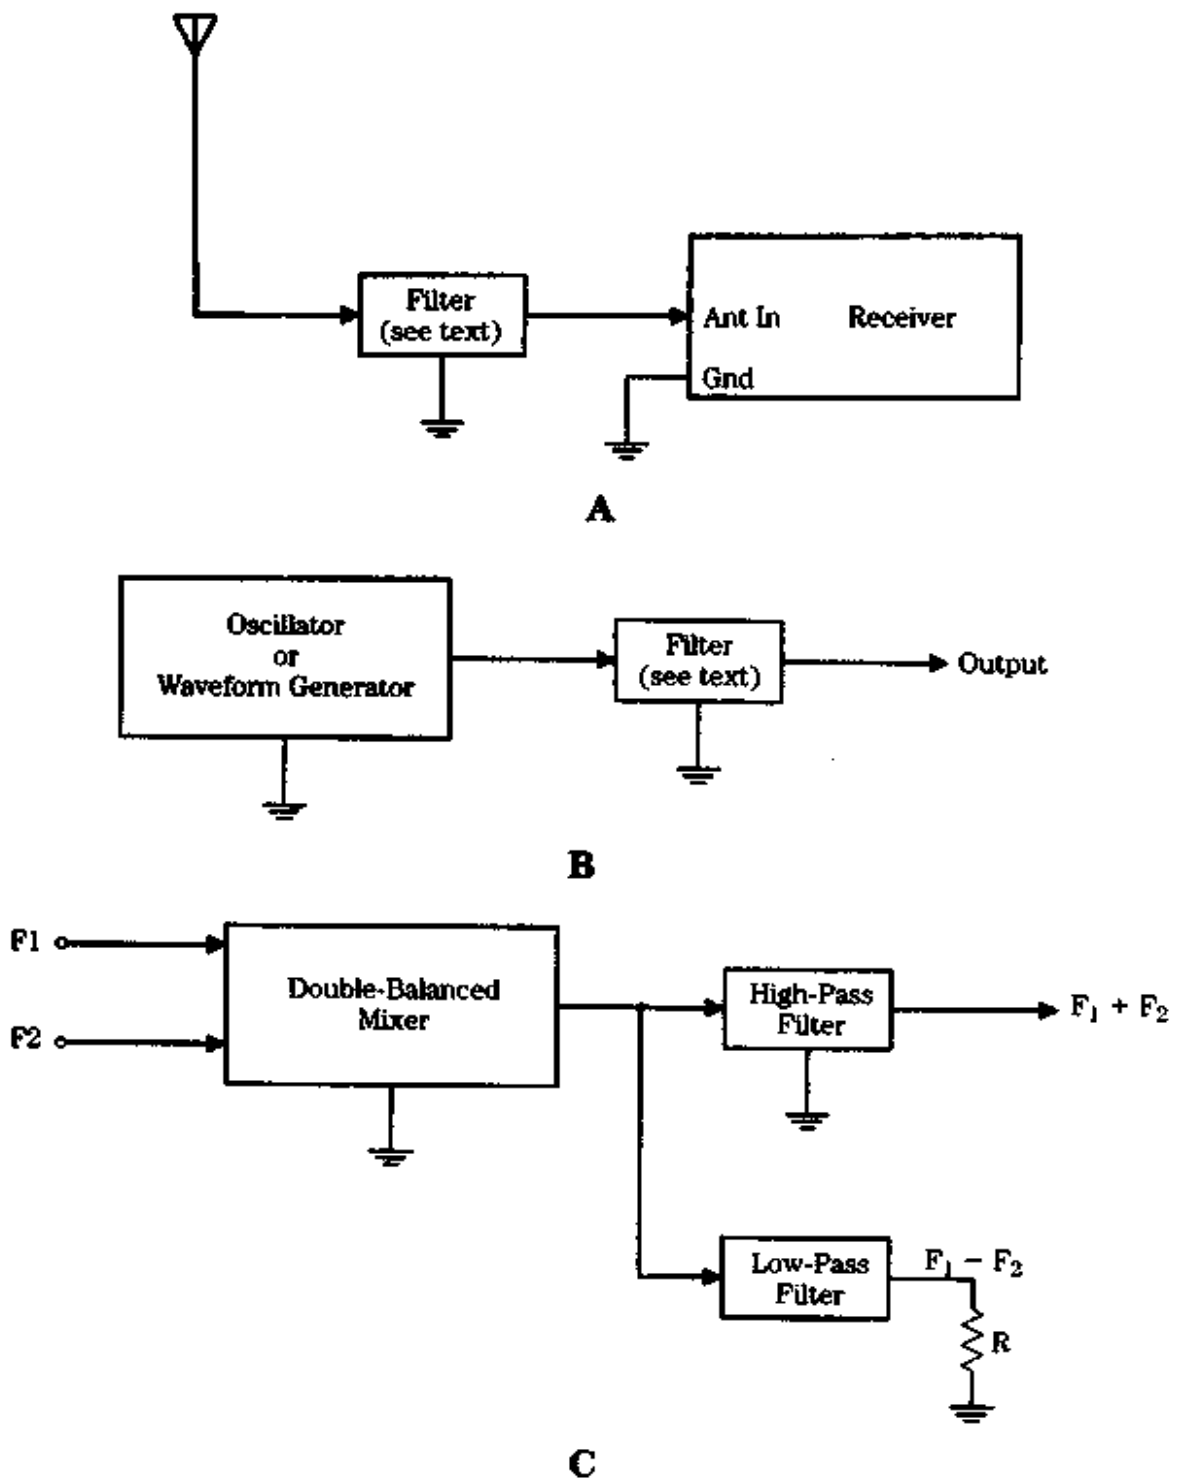 Filter
(see text)
Ant In
Receiver
Gnd
A
Oscillator
or
Waveform Generator
Filter
(see text)
Output
B
F1
F2
Double-Balanced
Mixer
High-Pass
Filter
F₁ + F₂
Low-Pass
Filter
F₁ − F₂
R
C